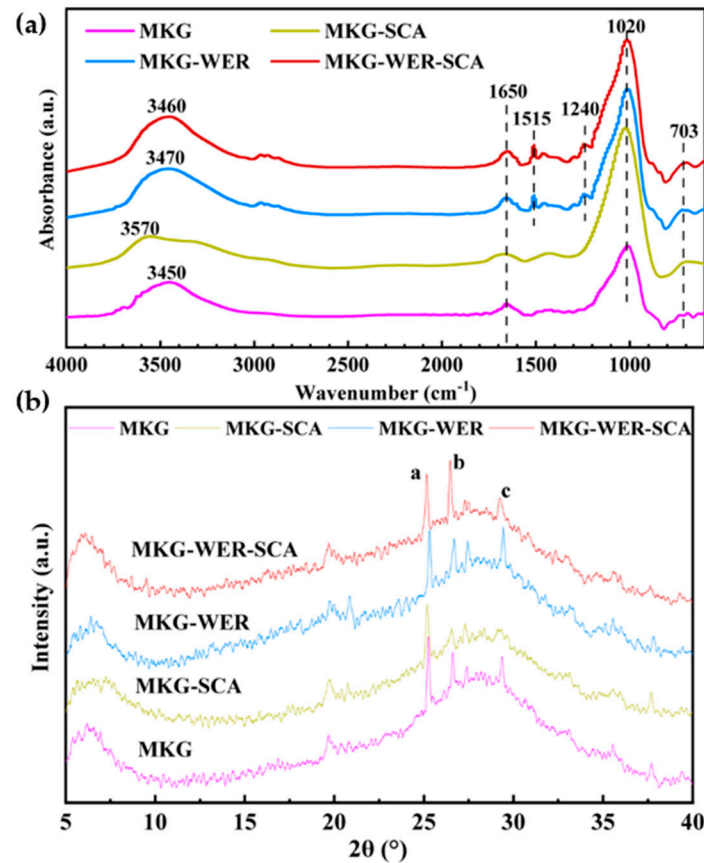 (a)
MKG MKG-SCA
MKG-WER MKG-WER-SCA
1020
1650
1515
1240
703
3460
3470
3570
3450
Absorbance (a.u.)
4000 3500 3000 2500 2000 1500 1000
Wavenumber (cm⁻¹)
(b)
MKG MKG-SCA MKG-WER MKG-WER-SCA
a
b
c
MKG-WER-SCA
MKG-WER
MKG-SCA
MKG
Intensity (a.u.)
5 10 15 20 25 30 35 40
2θ (°)